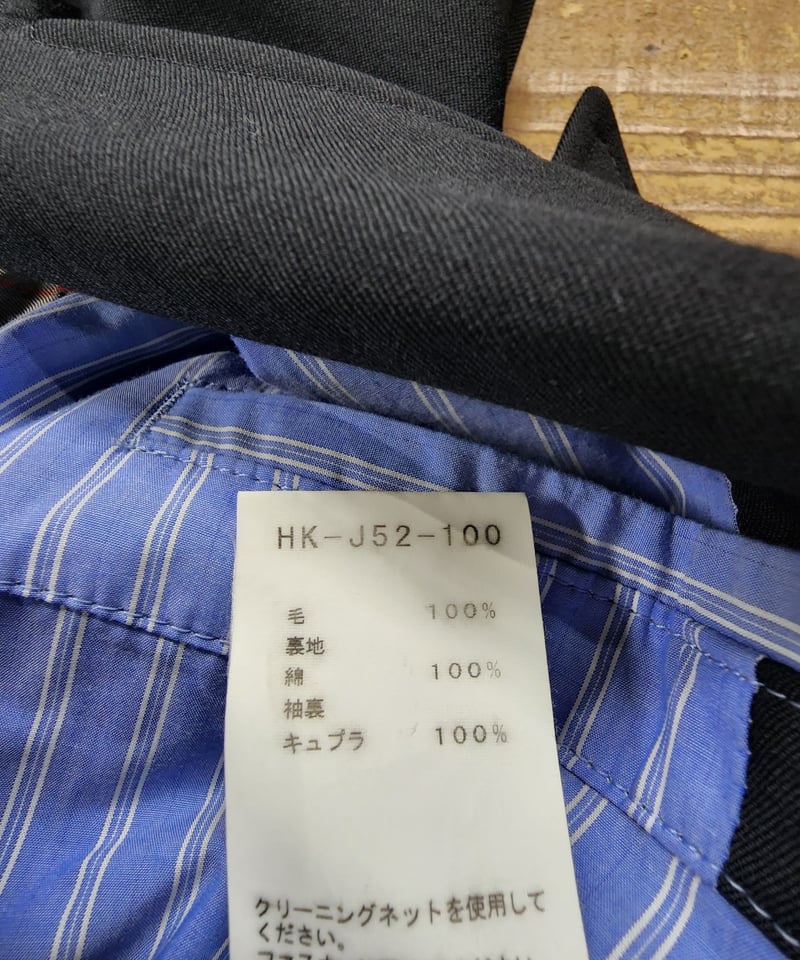 HK-J52-100
毛 100%
裏地
綿 100%
袖裏
キュプラ 100%
クリーニングネットを使用して
ください。